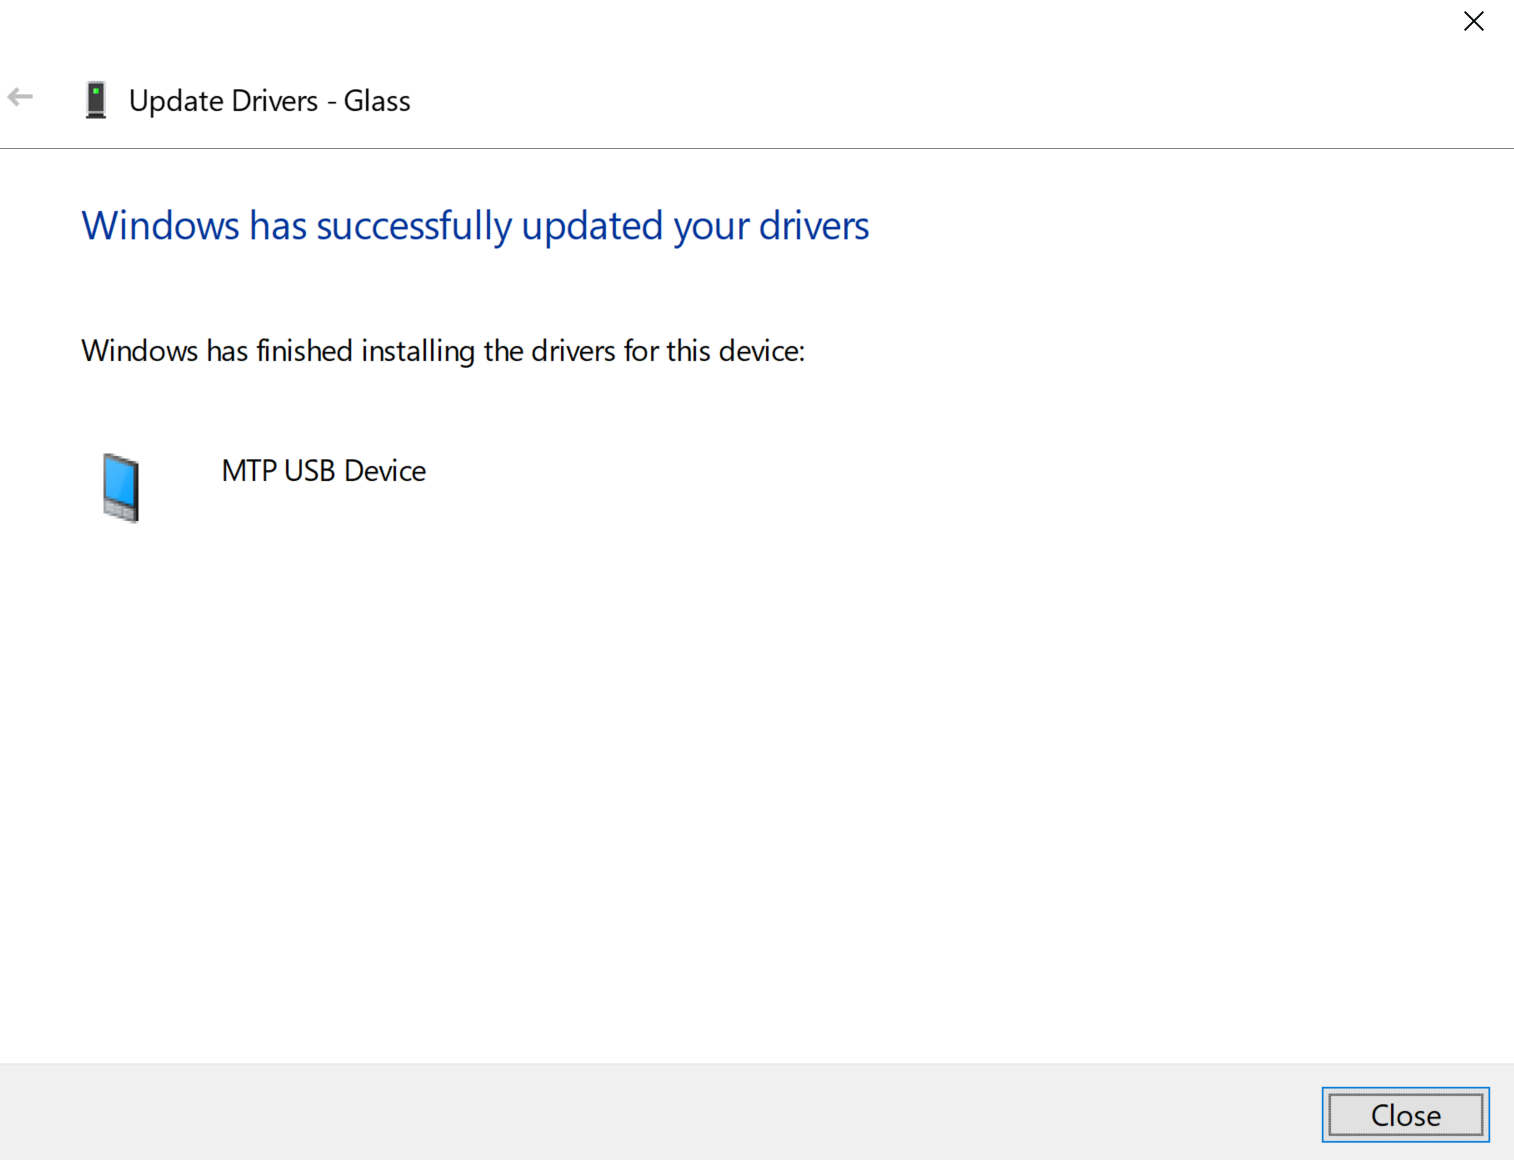 Update Drivers - Glass
Windows has successfully updated your drivers
Windows has finished installing the drivers for this device:
MTP USB Device
Close